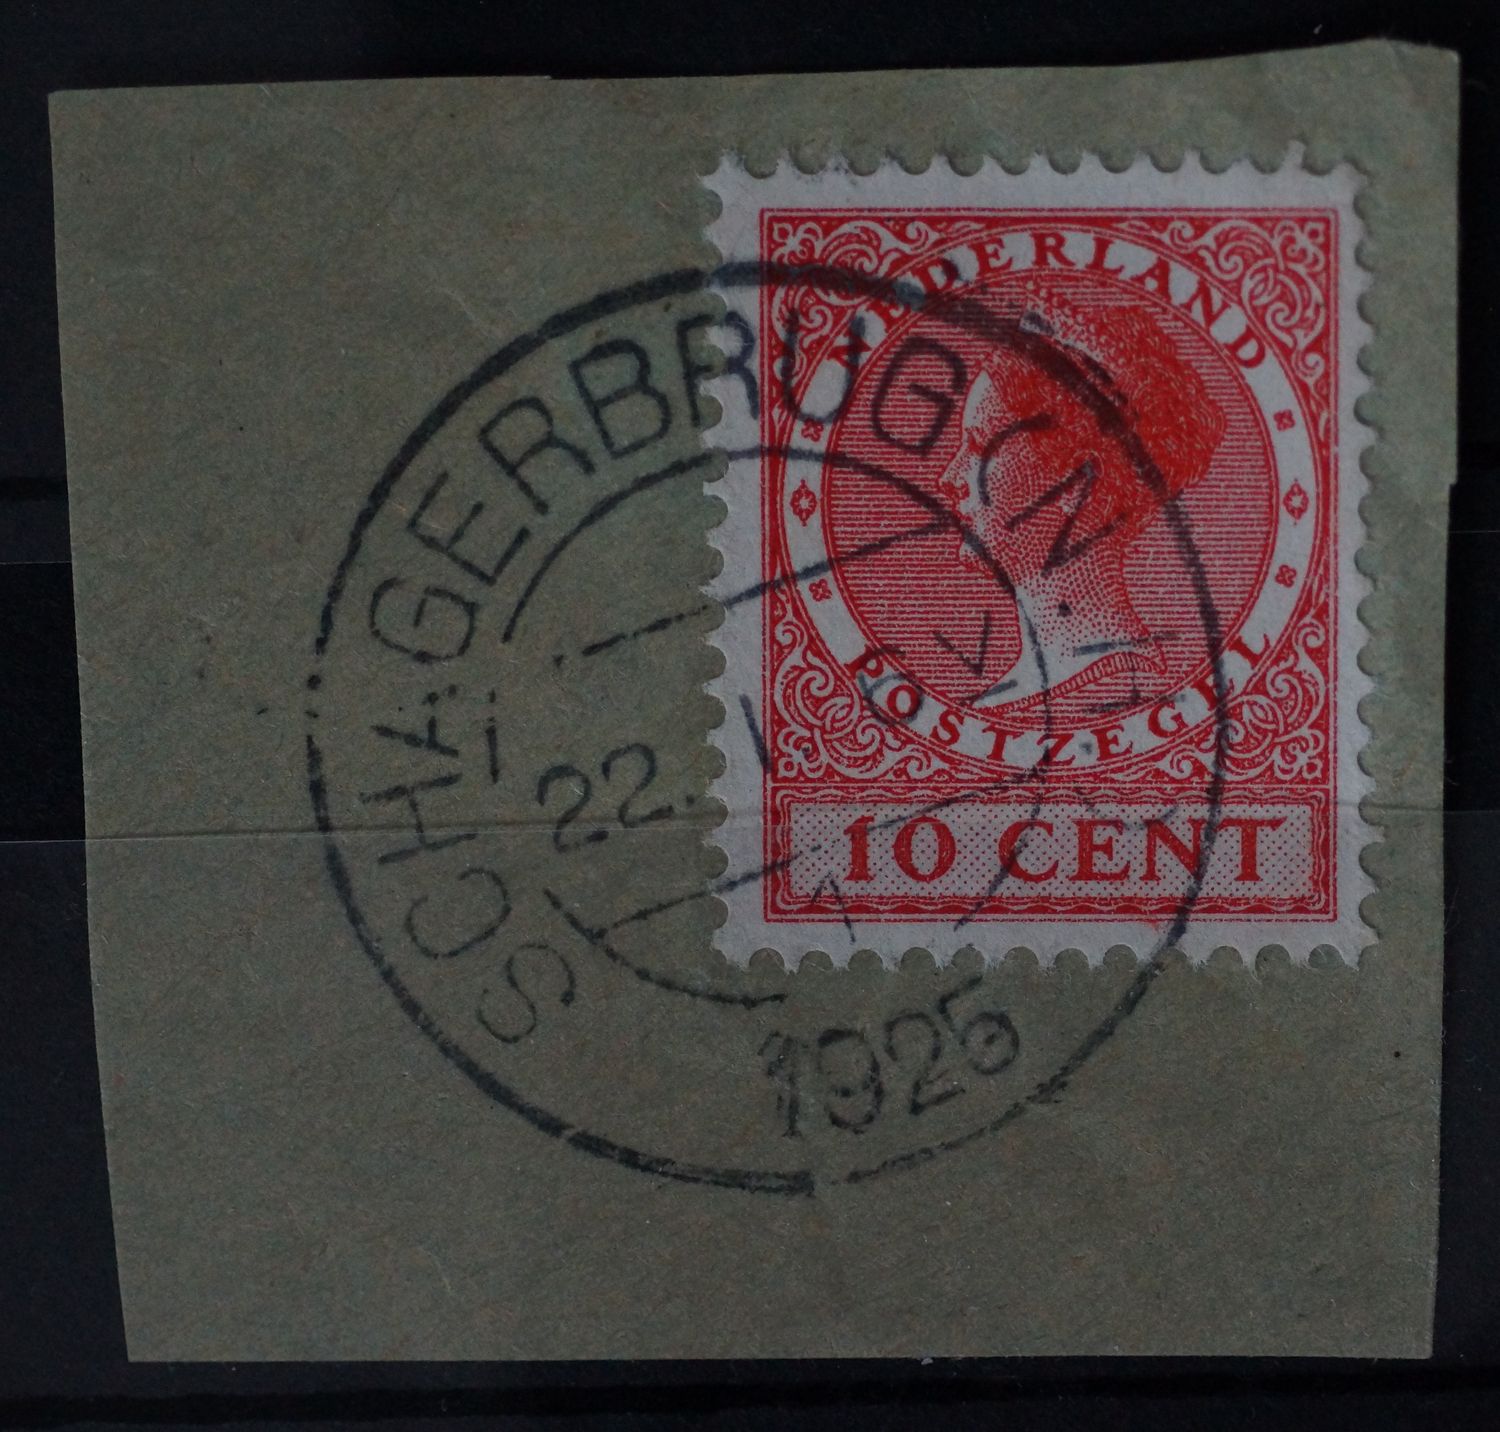 NEDERLAND
POSTZEGEL
10 CENT
SCHAGERBRUG (N.H.)
22.
1925